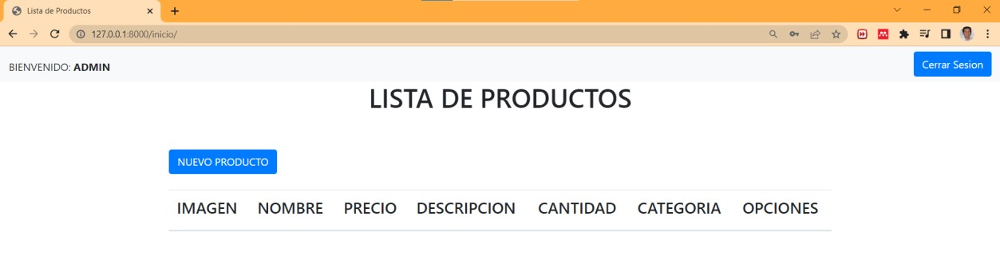 Lista de Productos
127.0.0.1:8000/inicio/
BIENVENIDO: ADMIN
Cerrar Sesion
LISTA DE PRODUCTOS
NUEVO PRODUCTO
IMAGEN NOMBRE PRECIO DESCRIPCION CANTIDAD CATEGORIA OPCIONES